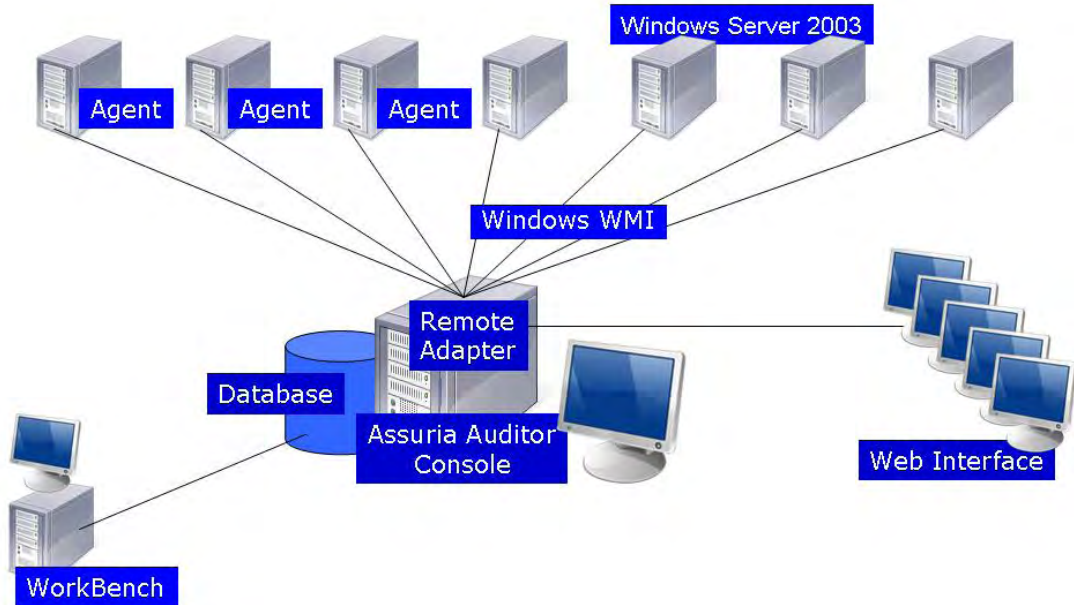 Windows Server 2003
Agent
Agent
Agent
Windows WMI
Remote
Adapter
Database
Assuria Auditor
Console
Web Interface
WorkBench